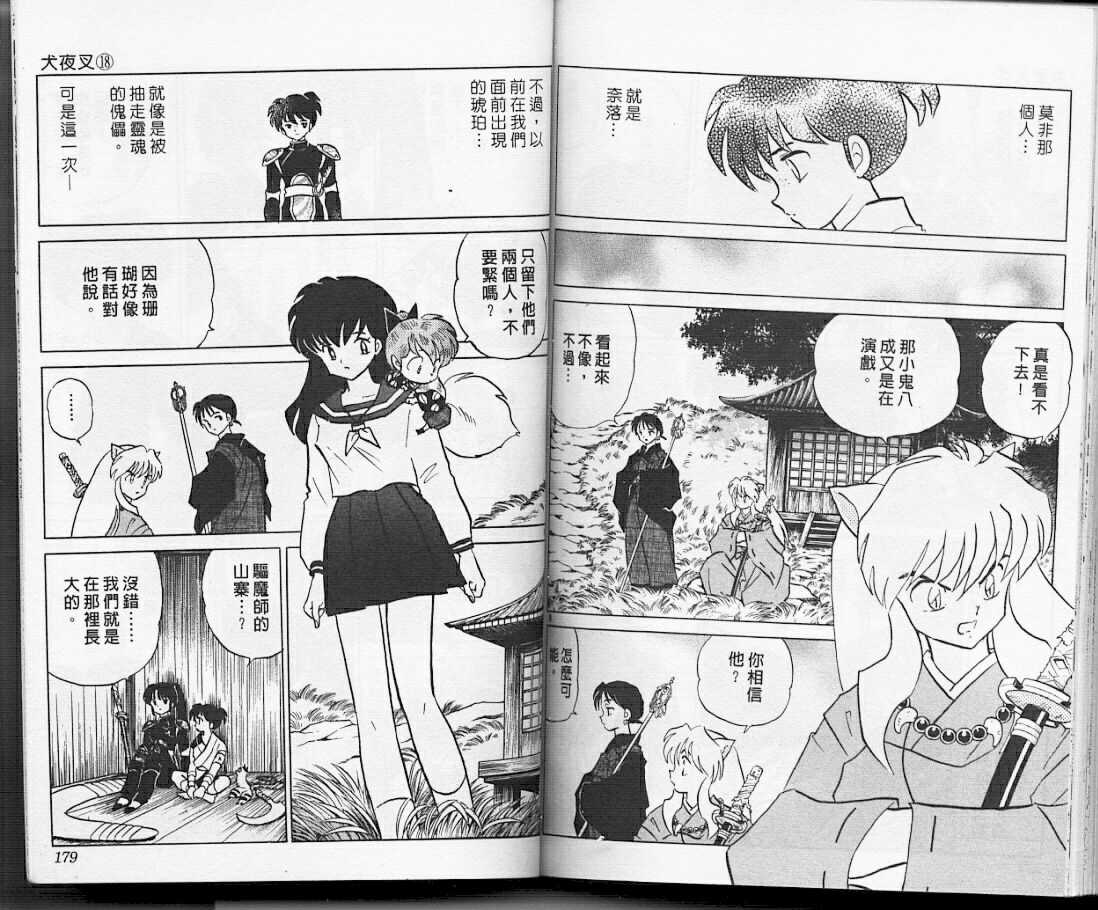 莫非那
個人…
就是
奈落…
真是看不
下去！
那小鬼八
成又是在
演戲。
看起來
不像，
不過…
你相信
他？
怎麼可
能。
犬夜叉⑱
不過，以
前在我們
面前出現
的琥珀…
就像是被
抽走靈魂
的傀儡。
可是這一次—
只留下他們
兩個人，不
要緊嗎？
因為珊
瑚好像
有話對
他說。
……
驅魔師的
山寨…？
沒錯……
我們就是
在那裡長
大的。
179